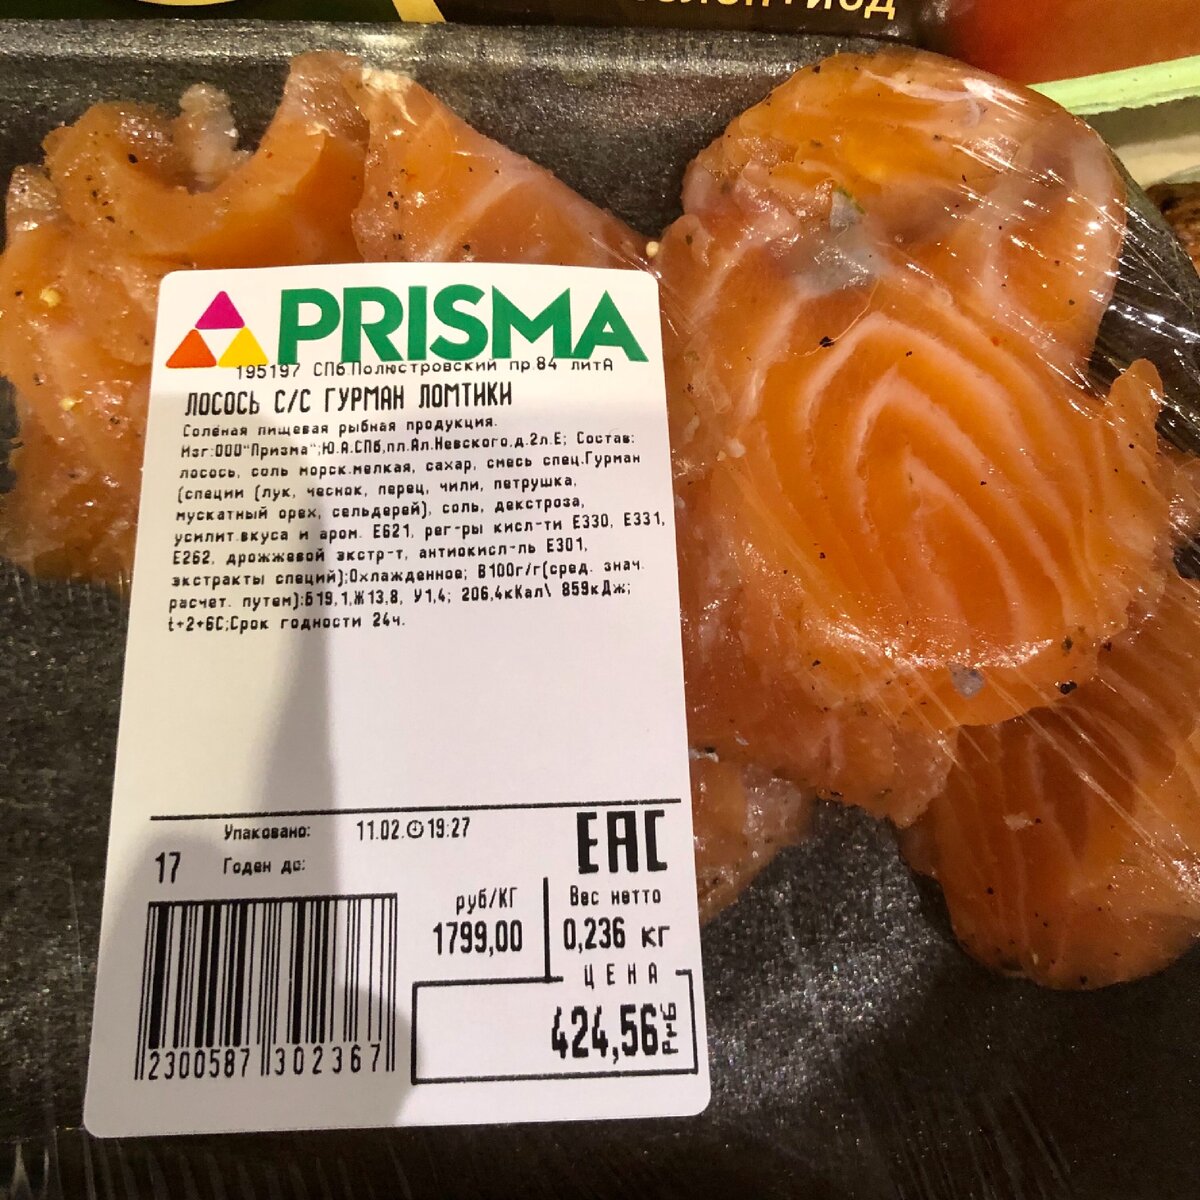 PRISMA
195197 СПб Полюстровский пр.84 литА
ЛОСОСЬ С/С ГУРМАН ЛОМТИКИ
Солёная пищевая рыбная продукция.
Изг:ООО"Призма";Ю.А.СПб,пл.Ал.Невского,д.2л.Е; Состав:
лосось, соль морск.мелкая, сахар, смесь спец.Гурман
(специи (лук, чеснок, перец, чили, петрушка,
мускатный орех, сельдерей), соль, декстроза,
усилит.вкуса и аром. Е621, рег-ры кисл-ти Е330, Е331,
Е262, дрожжевой экстр-т, антиокисл-ль Е301,
экстракты специй);Охлажденное; В100г/г(сред. знач.
расчет. путем):Б19,1,Ж13,8, У1,4; 206,4кКал\ 859кДж;
t+2+6С;Срок годности 24ч.
Упаковано: 11.02. 19:27
ЕАС
17 Годен до:
руб/КГ Вес нетто
1799,00 0,236 кг
ЦЕНА
424,56
2300587 302367